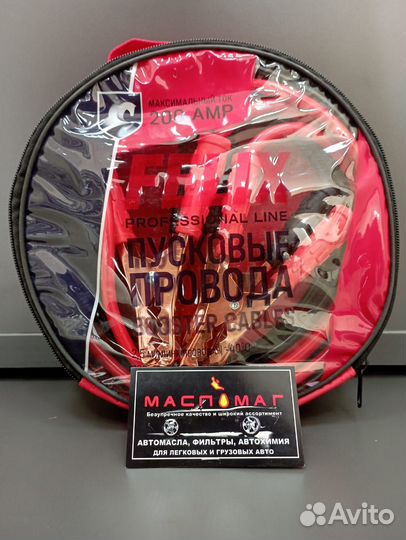 МАКСИМАЛЬНЫЙ ТОК
200 AMP
PROFESSIONAL LINE
ПУСКОВЫЕ
ПРОВОДА
BOOSTER CABLES
МАСЛОМАГ
Безупречное качество и широкий ассортимент
АВТОМАСЛА, ФИЛЬТРЫ, АВТОХИМИЯ
ДЛЯ ЛЕГКОВЫХ И ГРУЗОВЫХ АВТО
Avito